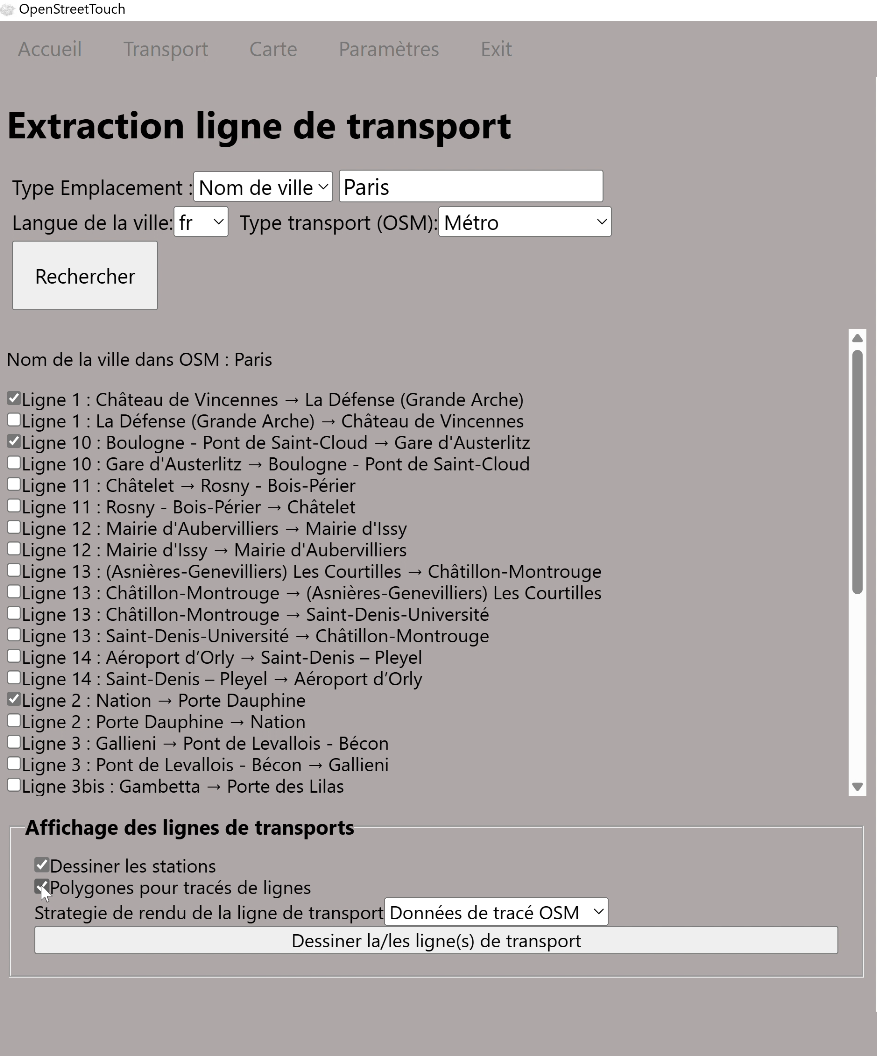 OpenStreetTouch
Accueil Transport Carte Paramètres Exit
Extraction ligne de transport
Type Emplacement : Nom de ville Paris
Langue de la ville: fr Type transport (OSM): Métro
Rechercher
Nom de la ville dans OSM : Paris
Ligne 1 : Château de Vincennes → La Défense (Grande Arche)
Ligne 1 : La Défense (Grande Arche) → Château de Vincennes
Ligne 10 : Boulogne - Pont de Saint-Cloud → Gare d'Austerlitz
Ligne 10 : Gare d'Austerlitz → Boulogne - Pont de Saint-Cloud
Ligne 11 : Châtelet → Rosny - Bois-Périer
Ligne 11 : Rosny - Bois-Périer → Châtelet
Ligne 12 : Mairie d'Aubervilliers → Mairie d'Issy
Ligne 12 : Mairie d'Issy → Mairie d'Aubervilliers
Ligne 13 : (Asnières-Genevilliers) Les Courtilles → Châtillon-Montrouge
Ligne 13 : Châtillon-Montrouge → (Asnières-Genevilliers) Les Courtilles
Ligne 13 : Châtillon-Montrouge → Saint-Denis-Université
Ligne 13 : Saint-Denis-Université → Châtillon-Montrouge
Ligne 14 : Aéroport d’Orly → Saint-Denis – Pleyel
Ligne 14 : Saint-Denis – Pleyel → Aéroport d’Orly
Ligne 2 : Nation → Porte Dauphine
Ligne 2 : Porte Dauphine → Nation
Ligne 3 : Gallieni → Pont de Levallois - Bécon
Ligne 3 : Pont de Levallois - Bécon → Gallieni
Ligne 3bis : Gambetta → Porte des Lilas
Affichage des lignes de transports
Dessiner les stations
Polygones pour tracés de lignes
Strategie de rendu de la ligne de transport Données de tracé OSM
Dessiner la/les ligne(s) de transport